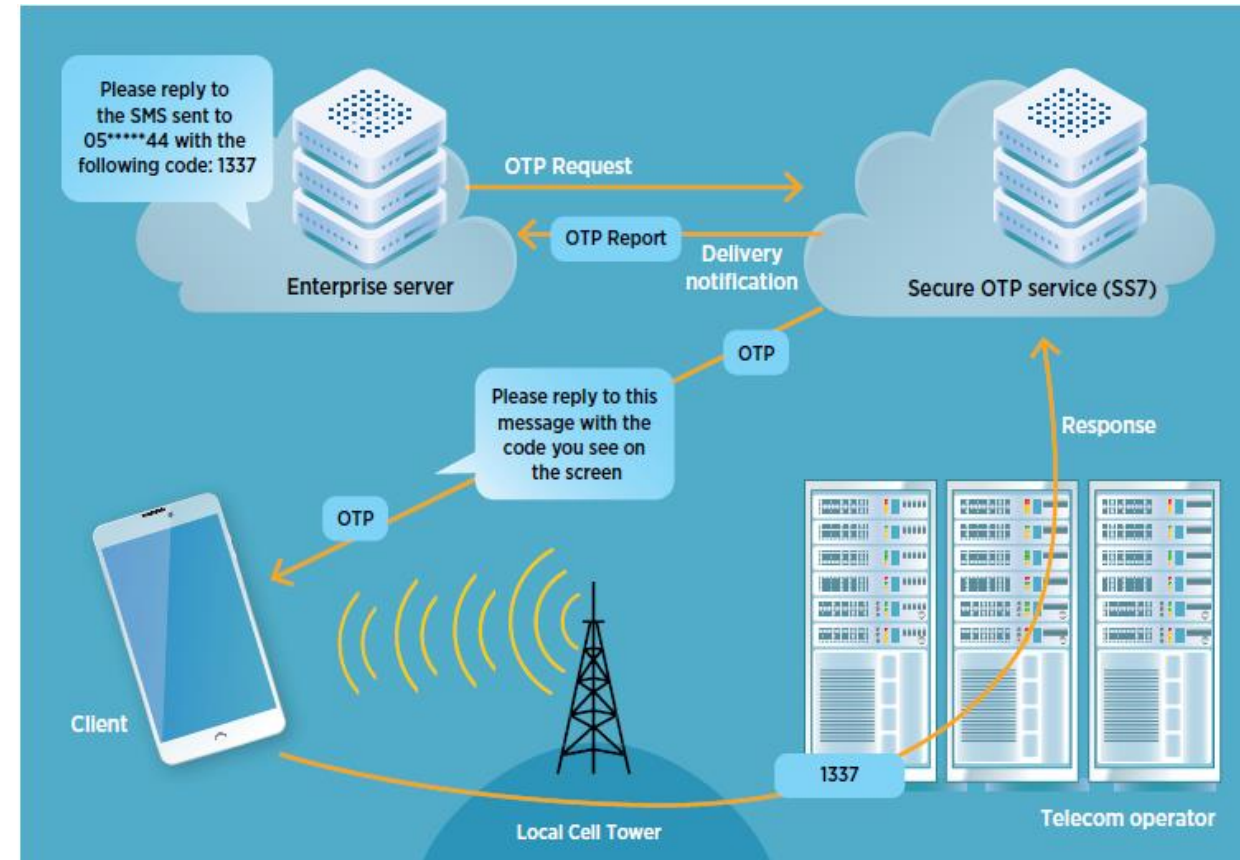 Please reply to
the SMS sent to
05*****44 with the
following code: 1337
OTP Request
OTP Report
Delivery
notification
Enterprise server
Secure OTP service (SS7)
OTP
Please reply to this
message with the
code you see on
the screen
Response
OTP
Client
1337
Local Cell Tower
Telecom operator